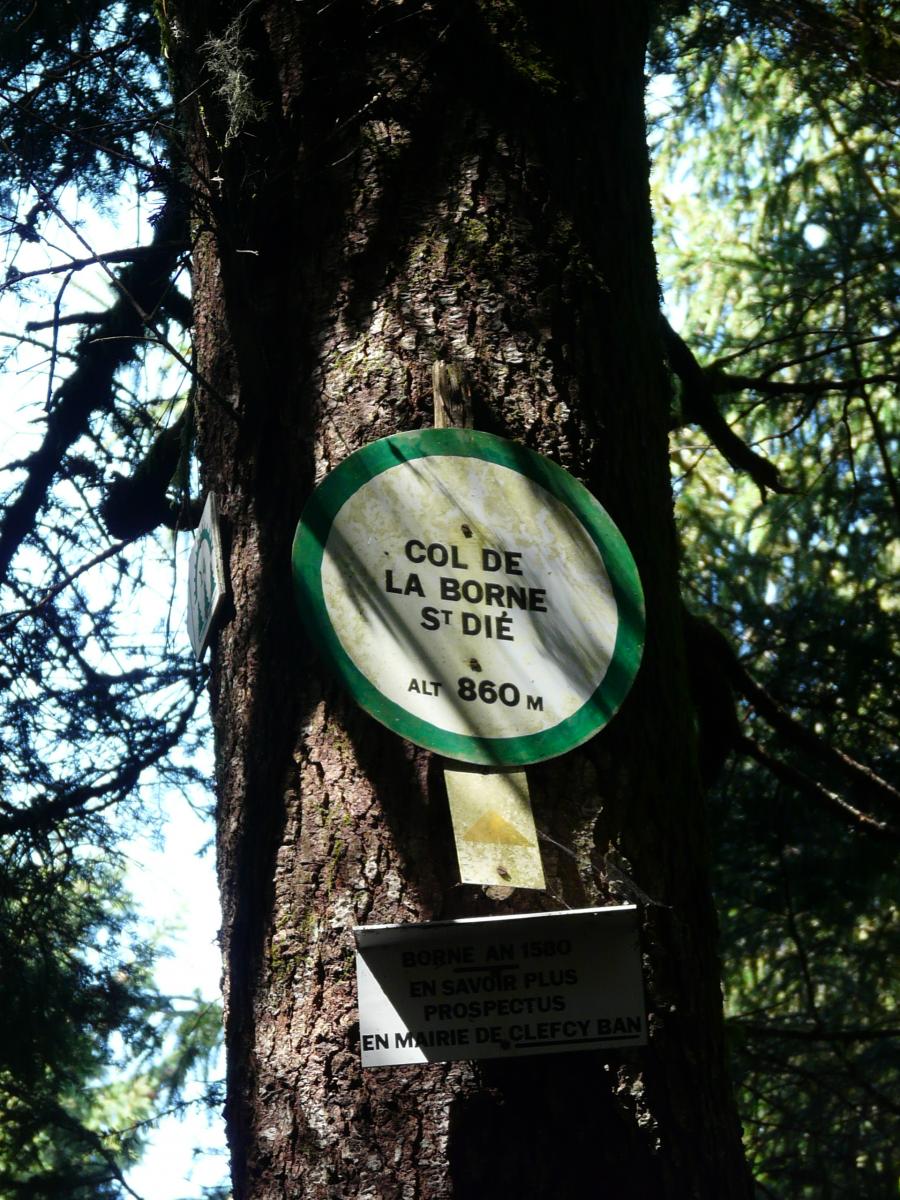 COL DE
LA BORNE
ST DIÉ
ALT 860 M
BORNE AN 1580
EN SAVOIR PLUS
PROSPECTUS
EN MAIRIE DE CLEFCY BAN